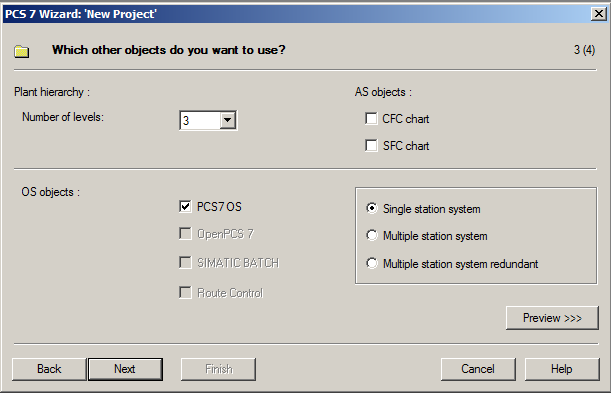 PCS 7 Wizard: 'New Project'
Which other objects do you want to use? 3 (4)
Plant hierarchy : AS objects :
Number of levels: 3 CFC chart
SFC chart
OS objects :
PCS7 OS Single station system
OpenPCS 7 Multiple station system
SIMATIC BATCH Multiple station system redundant
Route Control
Preview >>>
Back Next Finish Cancel Help